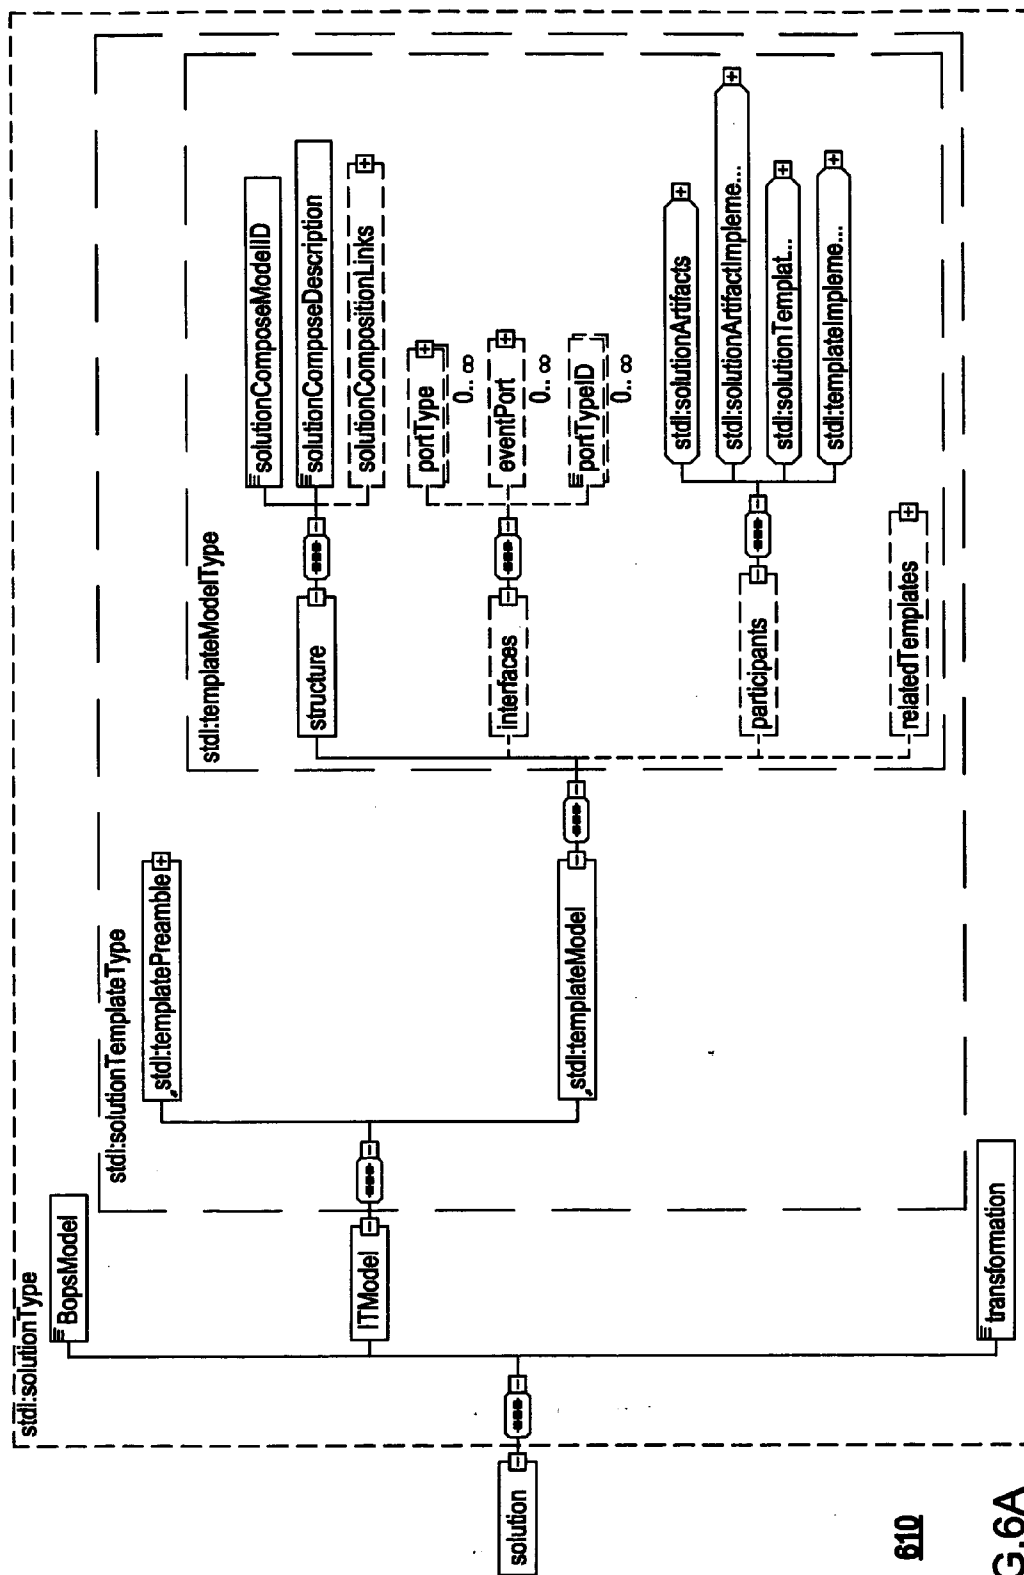 stdl:solutionType
BopsModel
stdl:solutionTemplateType
stdl:templatePreamble
stdl:templateModelType
solutionComposeModelID
structure
solutionComposeDescription
solutionCompositionLinks
ITModel
portType
0..∞
interfaces
eventPort
0..∞
solution
stdl:templateModel
portTypeID
0..∞
stdl:solutionArtifacts
stdl:solutionArtifactImpleme...
participants
stdl:solutionTemplat...
stdl:templateImpleme...
relatedTemplates
transformation
610
G.6A